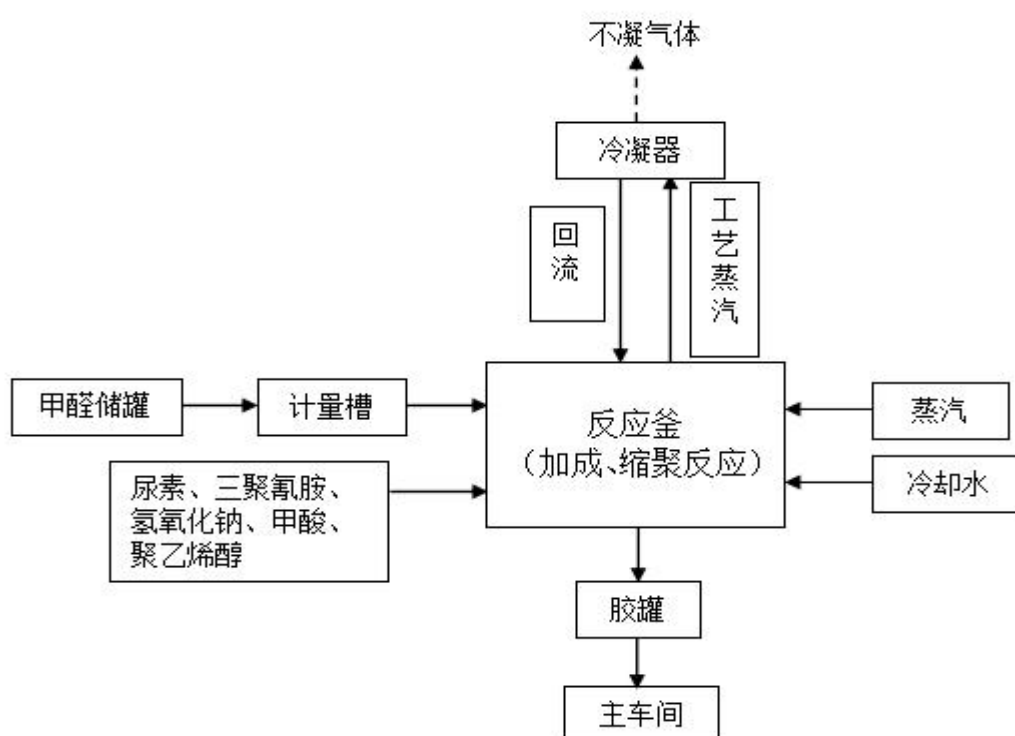 不凝气体
冷凝器
回
流
工
艺
蒸
汽
甲醛储罐
计量槽
反应釜
（加成、缩聚反应）
蒸汽
冷却水
尿素、三聚氰胺、
氢氧化钠、甲酸、
聚乙烯醇
胶罐
主车间